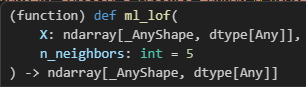 (function) def ml_lof(
    X: ndarray[_AnyShape, dtype[Any]],
    n_neighbors: int = 5
) -> ndarray[_AnyShape, dtype[Any]]